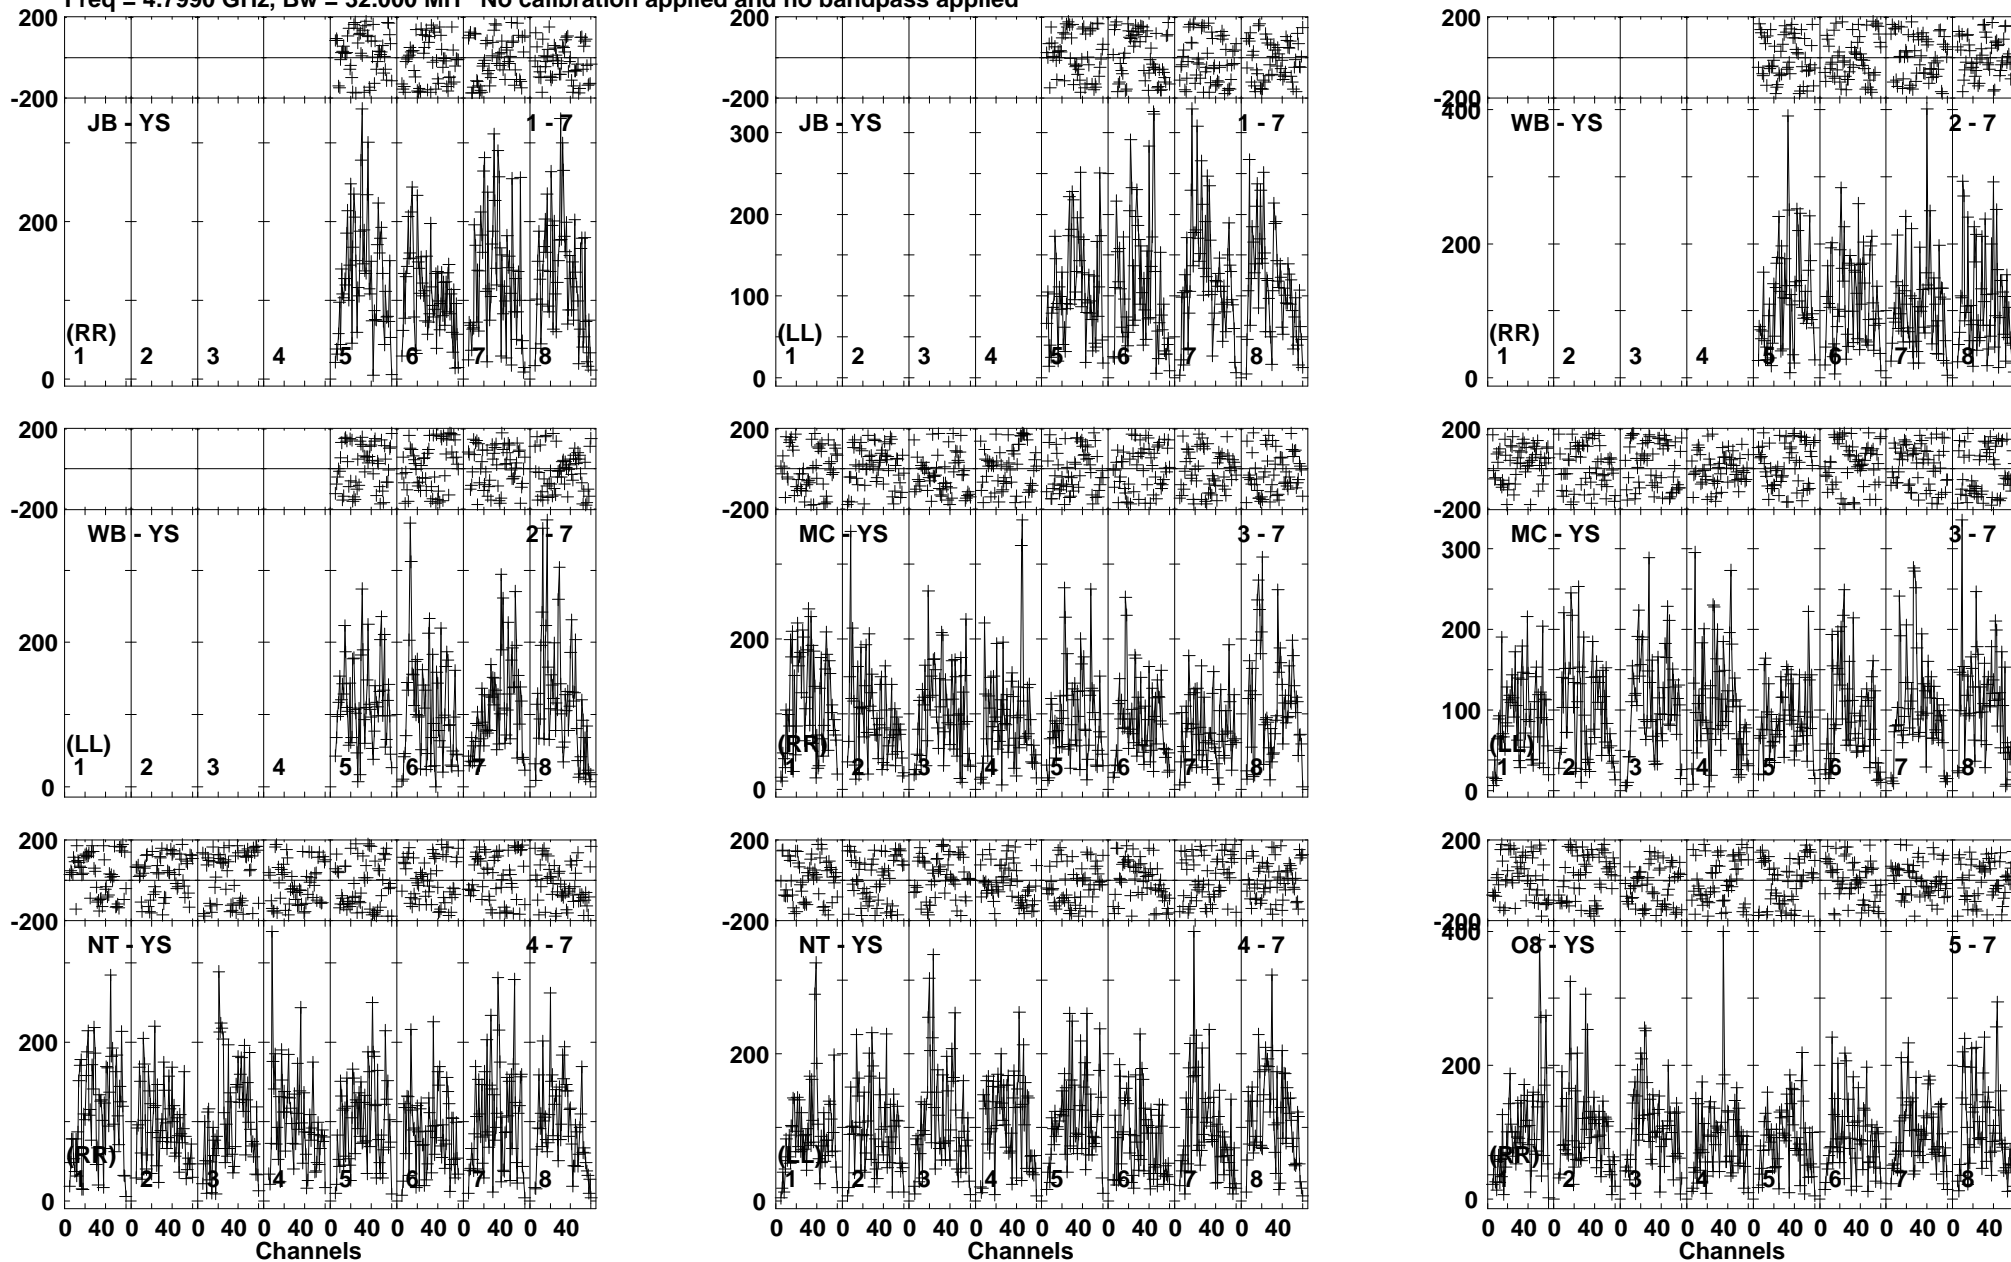 Freq = 4.7990 GHz, Bw = 32.000 MH No calibration applied and no bandpass applied
200 200 200
-200 -200 -200
JB - YS 1 - 7 JB - YS 1 - 7 400 WB - YS 2 - 7
300
200 200 200
100
(RR) (LL) (RR)
1 2 3 4 5 6 7 8 1 2 3 4 5 6 7 8 1 2 3 4 5 6 7 8
0 0 0
200 200 200
-200 -200 -200
WB - YS 2 - 7 MC - YS 3 - 7 MC - YS 3 - 7
300
200 200 200
100
(LL) (RR) (LL)
1 2 3 4 5 6 7 8 1 2 3 4 5 6 7 8 1 2 3 4 5 6 7 8
0 0 0
200 200 200
-200 -200 -200
NT - YS 4 - 7 NT - YS 4 - 7 400 O8 - YS 5 - 7
200 200 200
(RR) (LL) (RR)
1 2 3 4 5 6 7 8 1 2 3 4 5 6 7 8 1 2 3 4 5 6 7 8
0 0 0
0 40 0 40 0 40 0 40 0 40 0 40 0 40 0 40 0 40 0 40 0 40 0 40 0 40 0 40 0 40 0 40 0 40 0 40 0 40 0 40 0 40 0 40 0 40 0 40
Channels Channels Channels